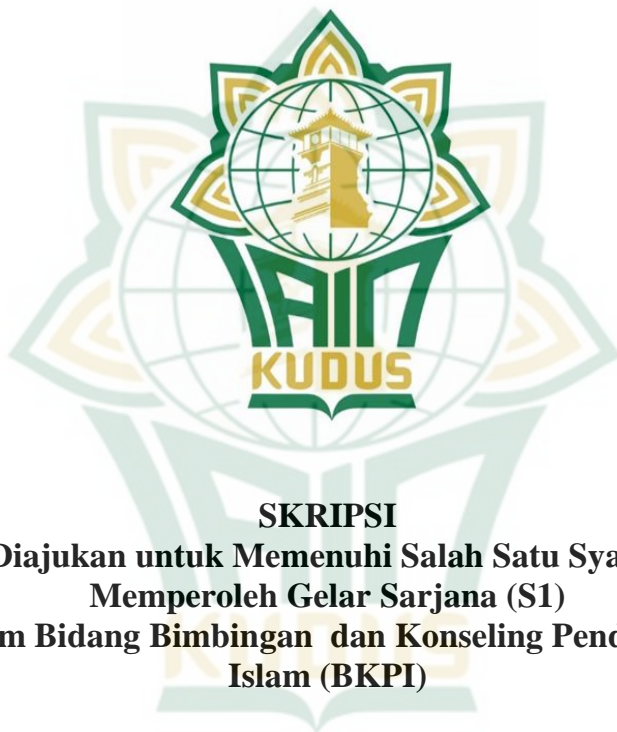 IAIN
KUDUS
SKRIPSI
Diajukan untuk Memenuhi Salah Satu Sya
Memperoleh Gelar Sarjana (S1)
m Bidang Bimbingan dan Konseling Pend
Islam (BKPI)